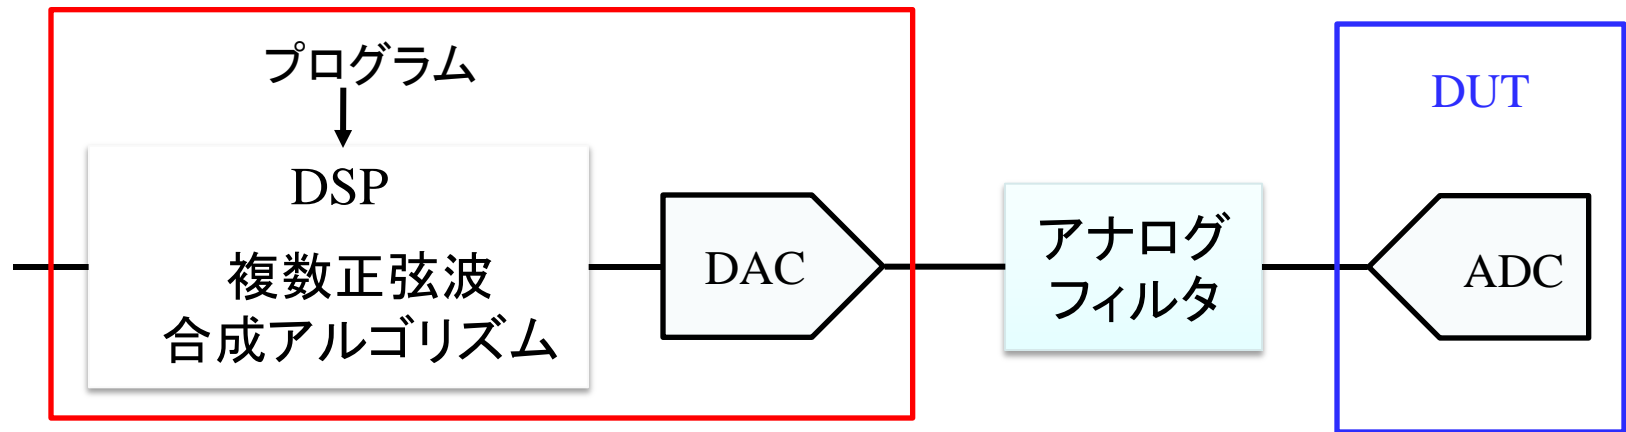 プログラム
DSP
複数正弦波
合成アルゴリズム
DAC
アナログ
フィルタ
DUT
ADC